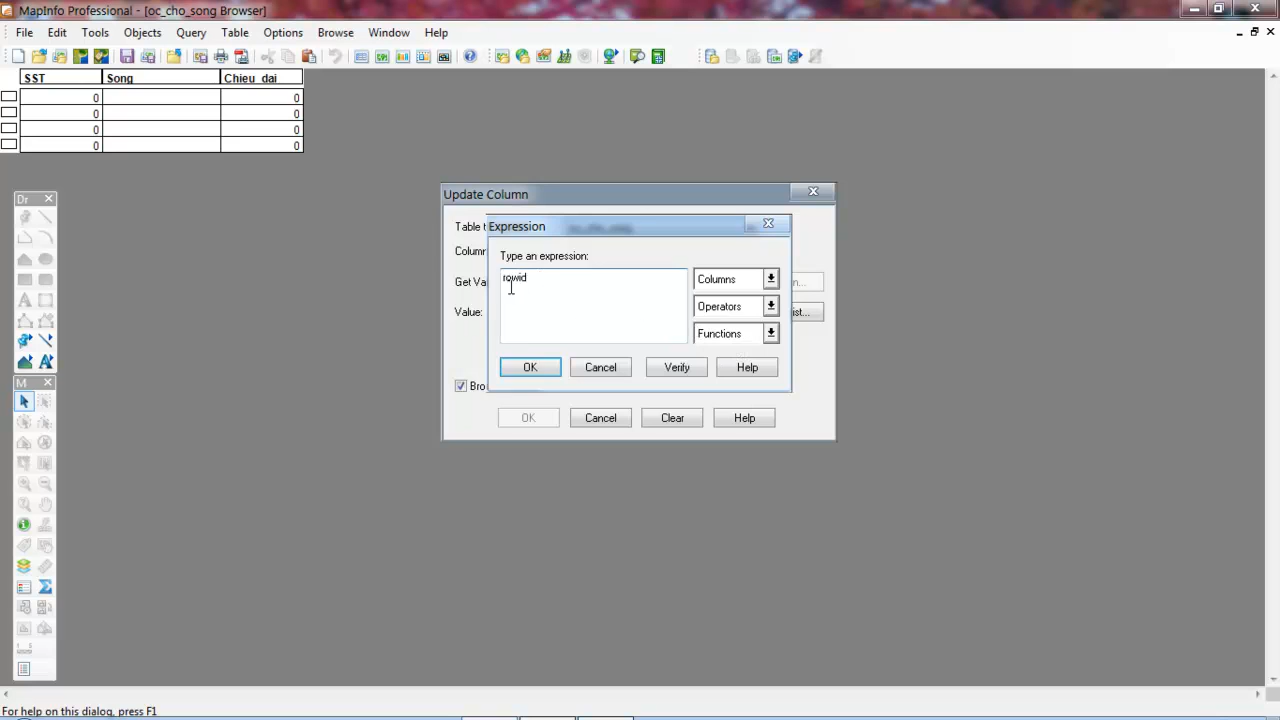 MapInfo Professional - [oc_cho_song Browser]
File Edit Tools Objects Query Table Options Browse Window Help
SST Song Chieu_dai
0 0
0 0
0 0
0 0
Dr
M
Update Column
Table t
Column
Get Va
Value:
n...
ist...
Bro
OK Cancel Clear Help
Expression
Type an expression:
rowid
Columns
Operators
Functions
OK Cancel Verify Help
For help on this dialog, press F1